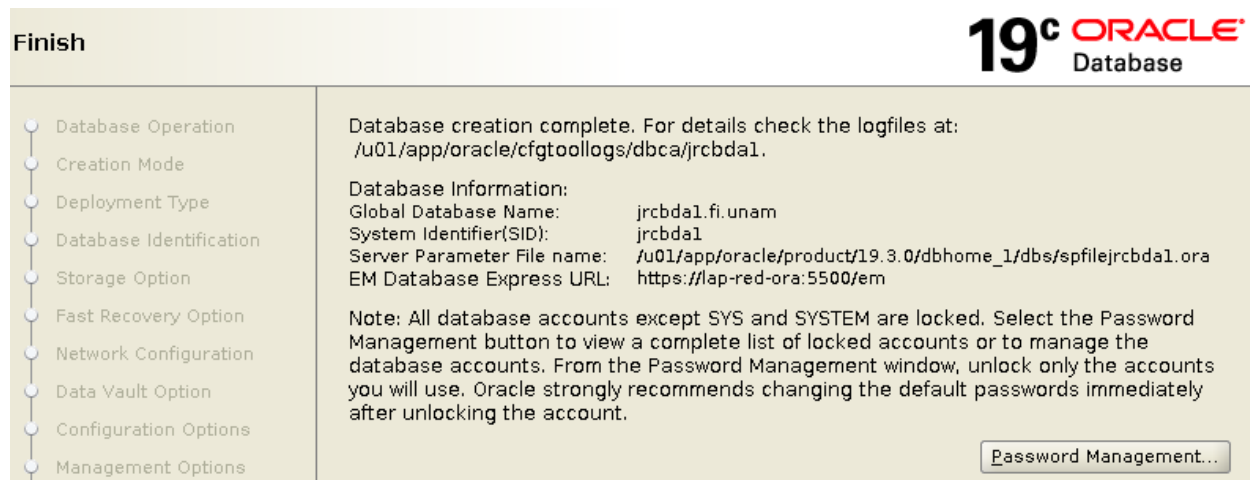 Finish
19c ORACLE
Database
Database Operation
Creation Mode
Deployment Type
Database Identification
Storage Option
Fast Recovery Option
Network Configuration
Data Vault Option
Configuration Options
Management Options
Database creation complete. For details check the logfiles at:
/u01/app/oracle/cfgtoollogs/dbca/jrcbda1.
Database Information:
Global Database Name: jrcbda1.fi.unam
System Identifier(SID): jrcbda1
Server Parameter File name: /u01/app/oracle/product/19.3.0/dbhome_1/dbs/spfilejrcbda1.ora
EM Database Express URL: https://lap-red-ora:5500/em
Note: All database accounts except SYS and SYSTEM are locked. Select the Password
Management button to view a complete list of locked accounts or to manage the
database accounts. From the Password Management window, unlock only the accounts
you will use. Oracle strongly recommends changing the default passwords immediately
after unlocking the account.
Password Management...